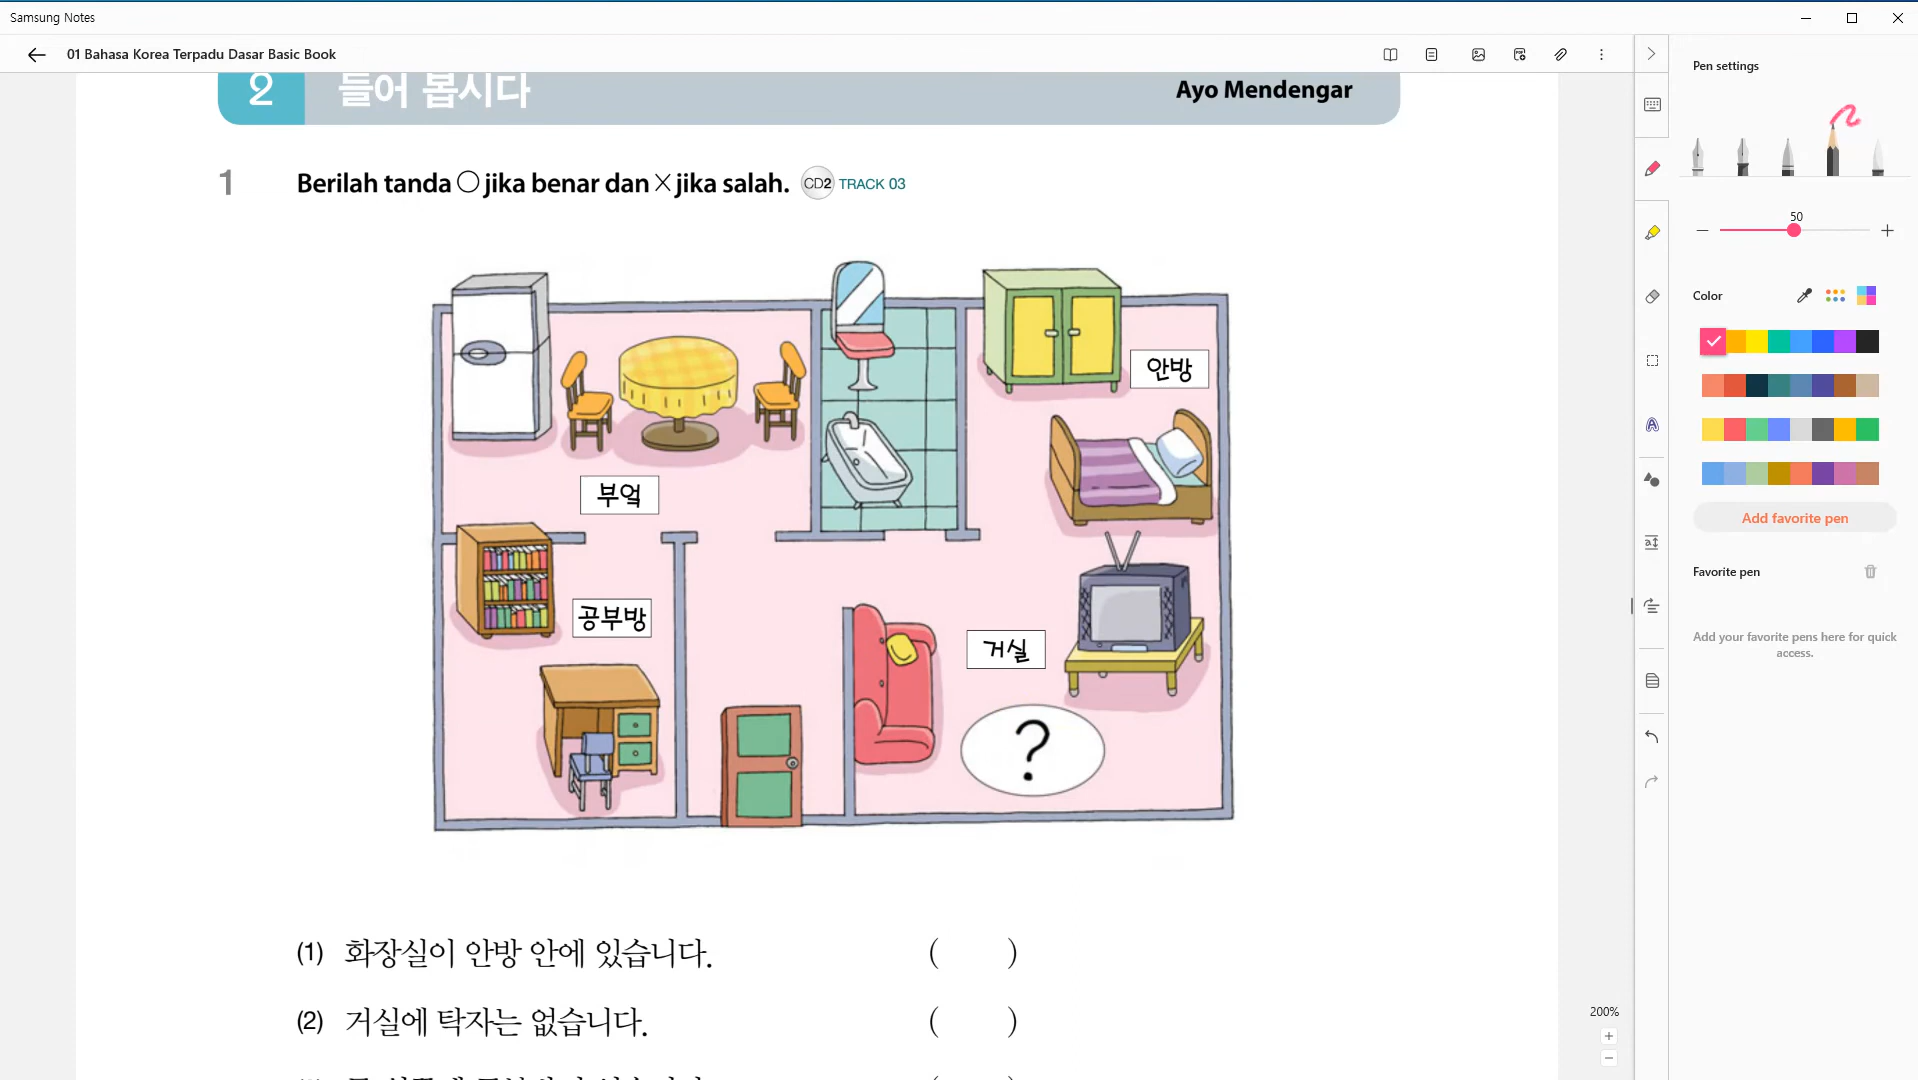 Samsung Notes
01 Bahasa Korea Terpadu Dasar Basic Book
Pen settings
2 들어 봅시다 Ayo Mendengar
1 Berilah tanda ○ jika benar dan × jika salah. CD2 TRACK 03
50
Color
안방
부엌
공부방
거실
?
Add favorite pen
Favorite pen
Add your favorite pens here for quick
access.
(1) 화장실이 안방 안에 있습니다. ( )
(2) 거실에 탁자는 없습니다. ( )
200%